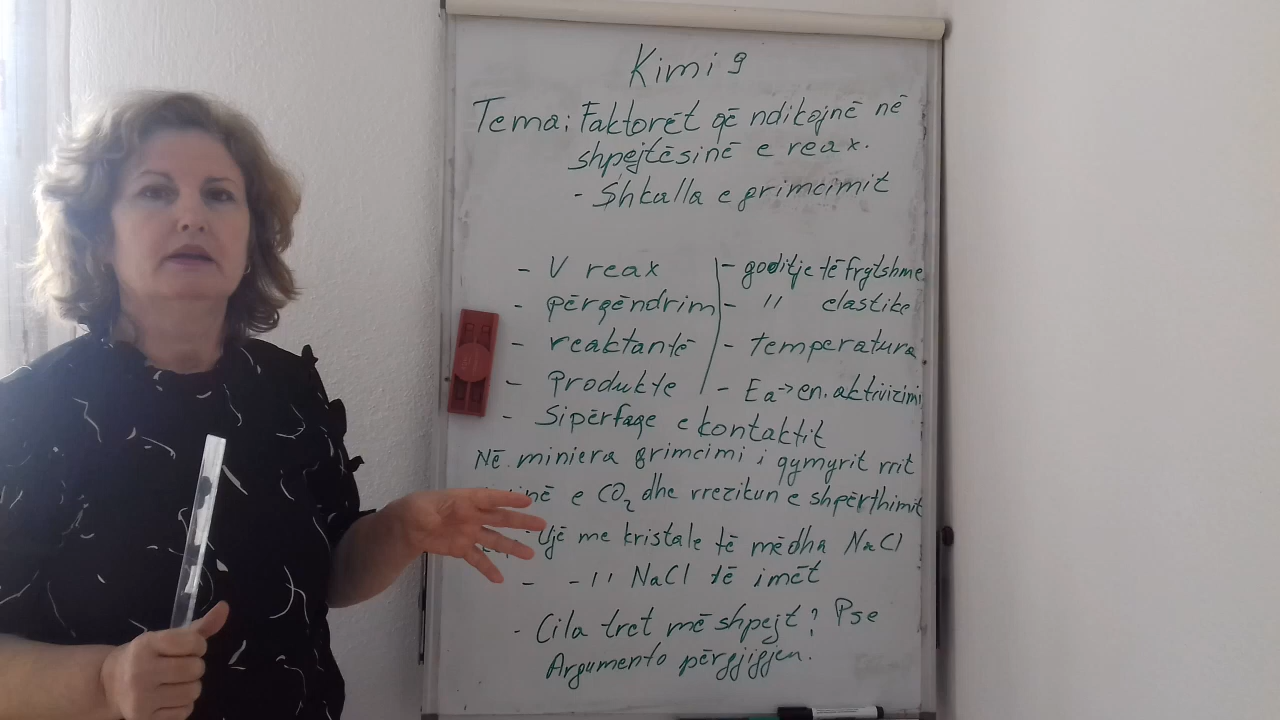 Kimi 9
Tema: Faktorët që ndikojnë në
shpejtësinë e reax.
- Shkalla e grimcimit
- V reax
- përqëndrim
- reaktantë
- Produkte
- Sipërfaqe e kontaktit
- goditje të frytshme
- " elastike
- temperatura
- Ea → en. aktivizimi
Në miniera grimcimi i qymyrit rrit
e CO₂ dhe rrezikun e shpërthimit
Ujë me kristale të mëdha NaCl
- - " NaCl të imët
- Cila tret më shpejt? Pse
Argumento përgjigjen.